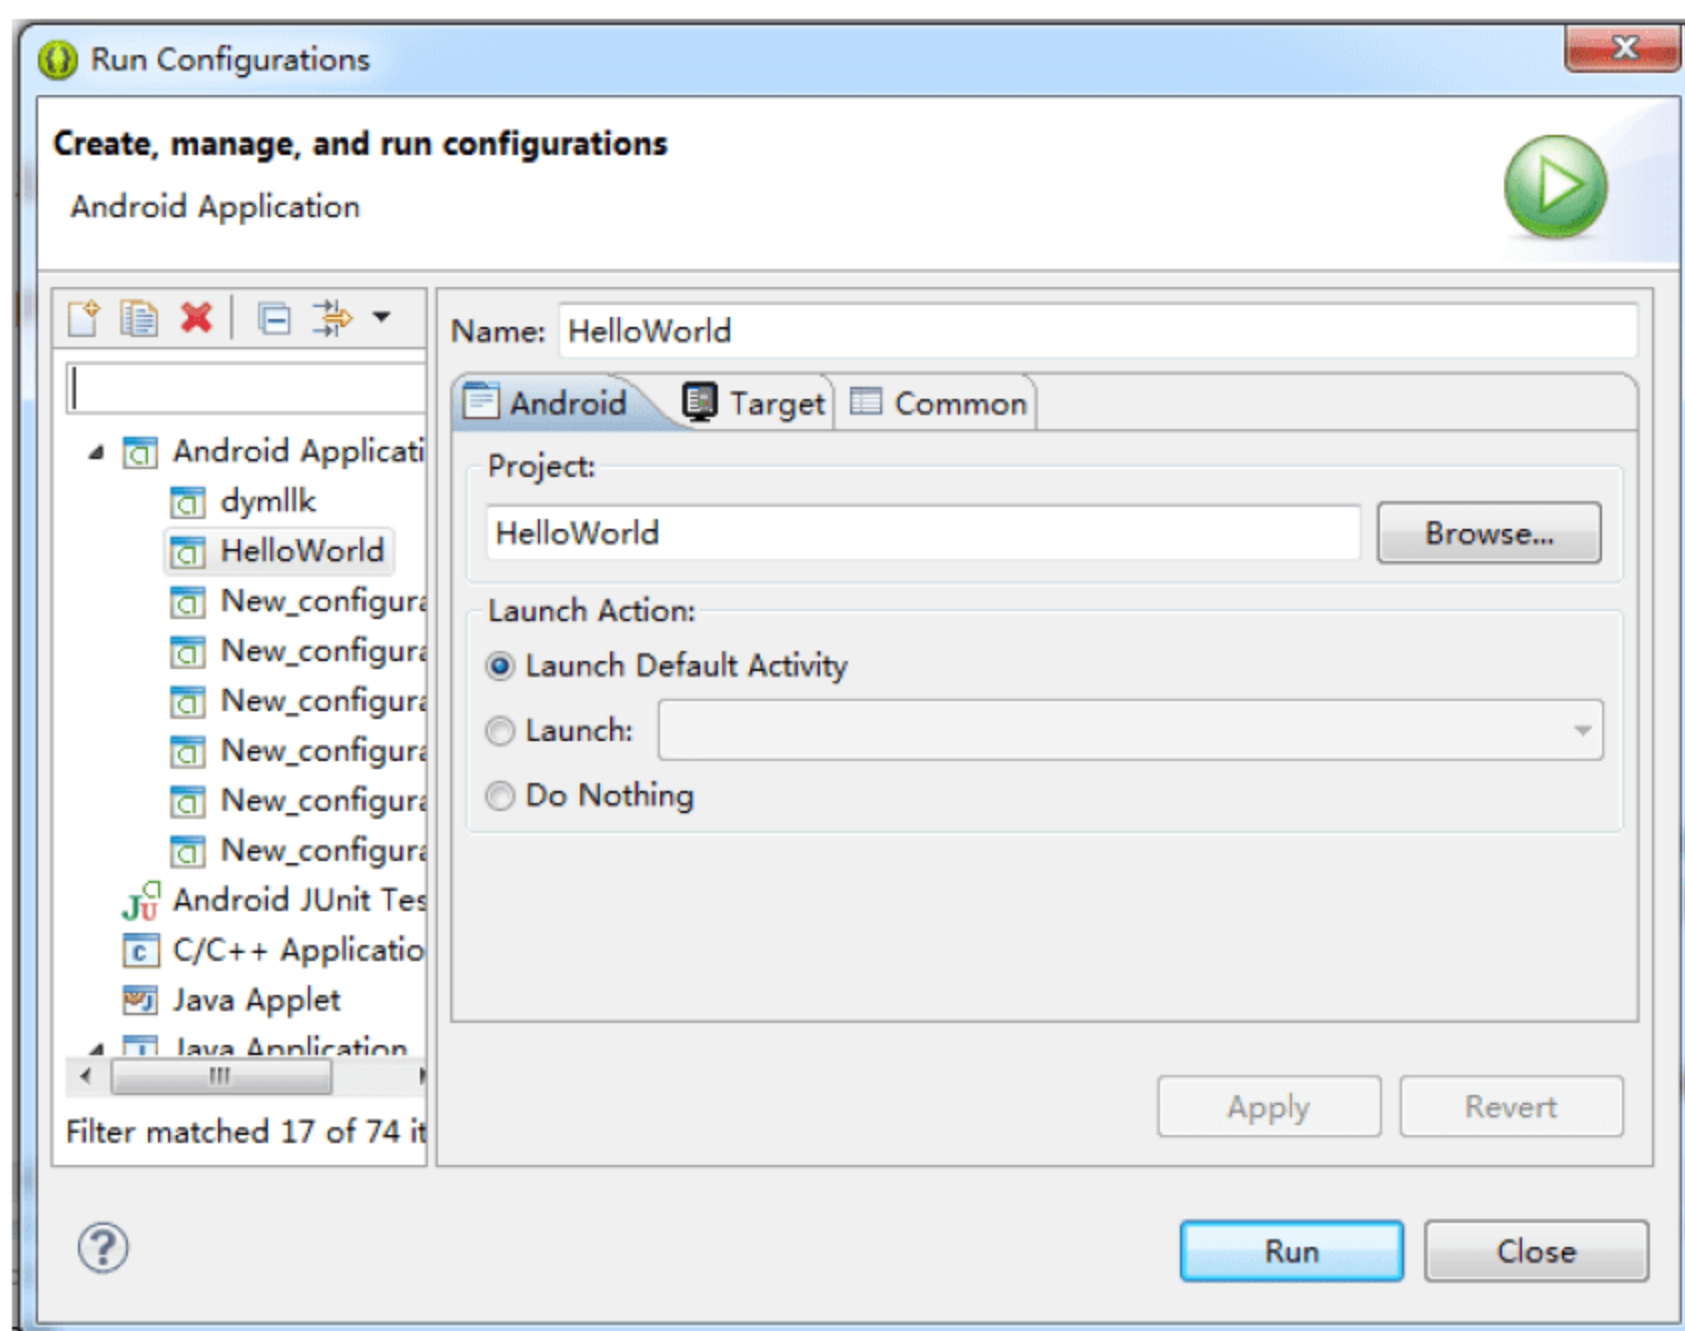 Run Configurations
Create, manage, and run configurations
Android Application
Name: HelloWorld
Android Target Common
Android Applicati
dymllk
HelloWorld
New_configura
New_configura
New_configura
New_configura
New_configura
New_configura
Android JUnit Tes
C/C++ Applicatio
Java Applet
Java Application
Filter matched 17 of 74 it
Project:
HelloWorld Browse...
Launch Action:
Launch Default Activity
Launch:
Do Nothing
Apply Revert
Run Close